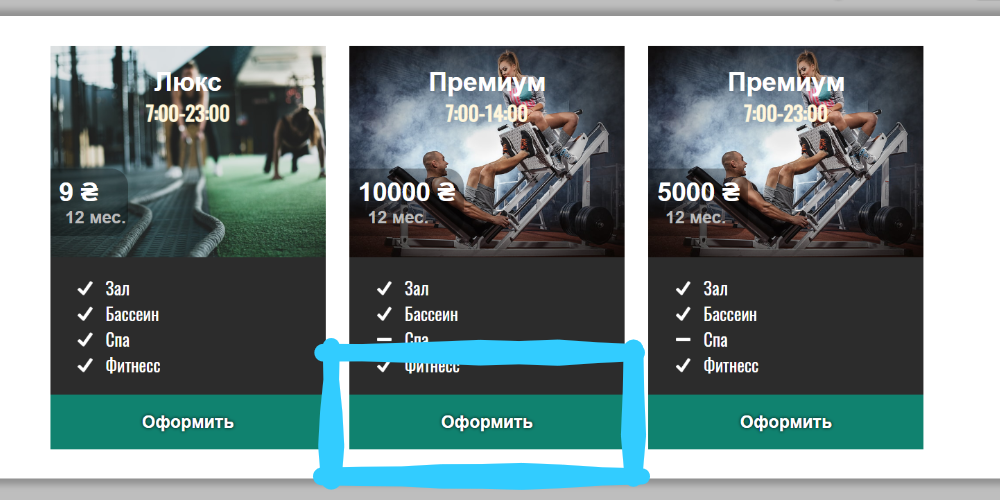 Люкс
7:00-23:00
9 ₴
12 мес.
Зал
Бассеин
Спа
Фитнесс
Оформить
Премиум
7:00-14:00
10000 ₴
12 мес.
Зал
Бассеин
Спа
Фитнесс
Оформить
Премиум
7:00-23:00
5000 ₴
12 мес.
Зал
Бассеин
Спа
Фитнесс
Оформить